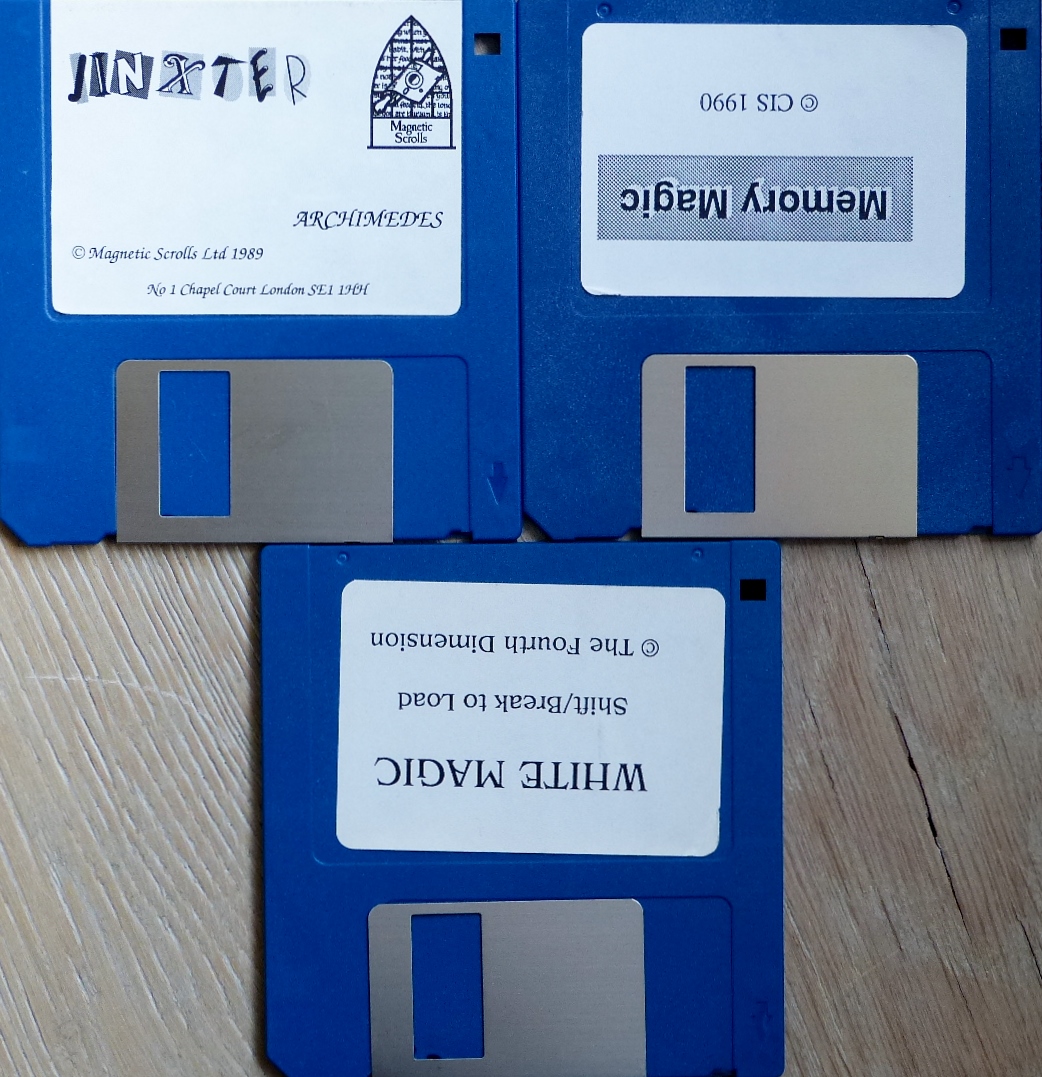 JINXTER
Magnetic
Scrolls
ARCHIMEDES
© Magnetic Scrolls Ltd 1989
No 1 Chapel Court London SE1 1HH
Memory Magic
© CIS 1990
WHITE MAGIC
Shift/Break to Load
© The Fourth Dimension